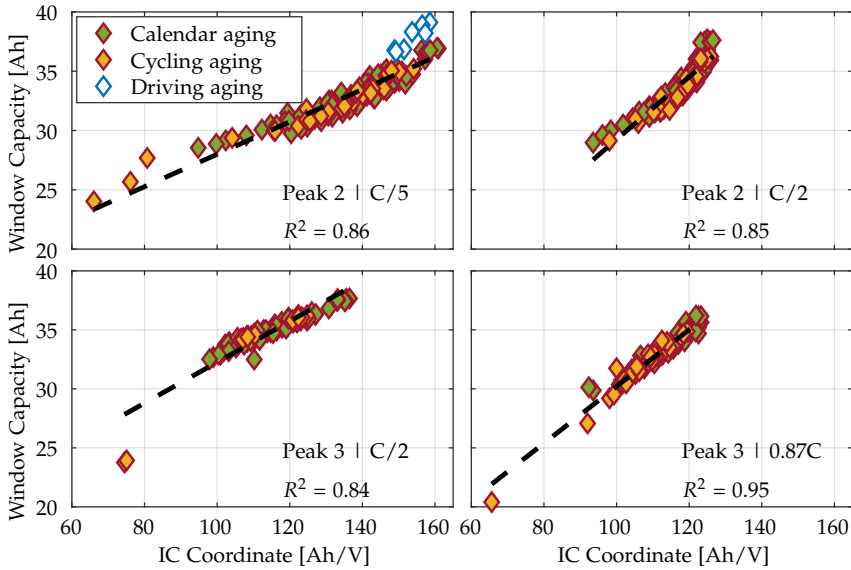 40
35
30
25
20
Window Capacity [Ah]
Calendar aging
Cycling aging
Driving aging
Peak 2 | C/5
R² = 0.86
Peak 2 | C/2
R² = 0.85
40
35
30
25
20
Window Capacity [Ah]
Peak 3 | C/2
R² = 0.84
Peak 3 | 0.87C
R² = 0.95
60 80 100 120 140 160
60 80 100 120 140 160
IC Coordinate [Ah/V]
IC Coordinate [Ah/V]